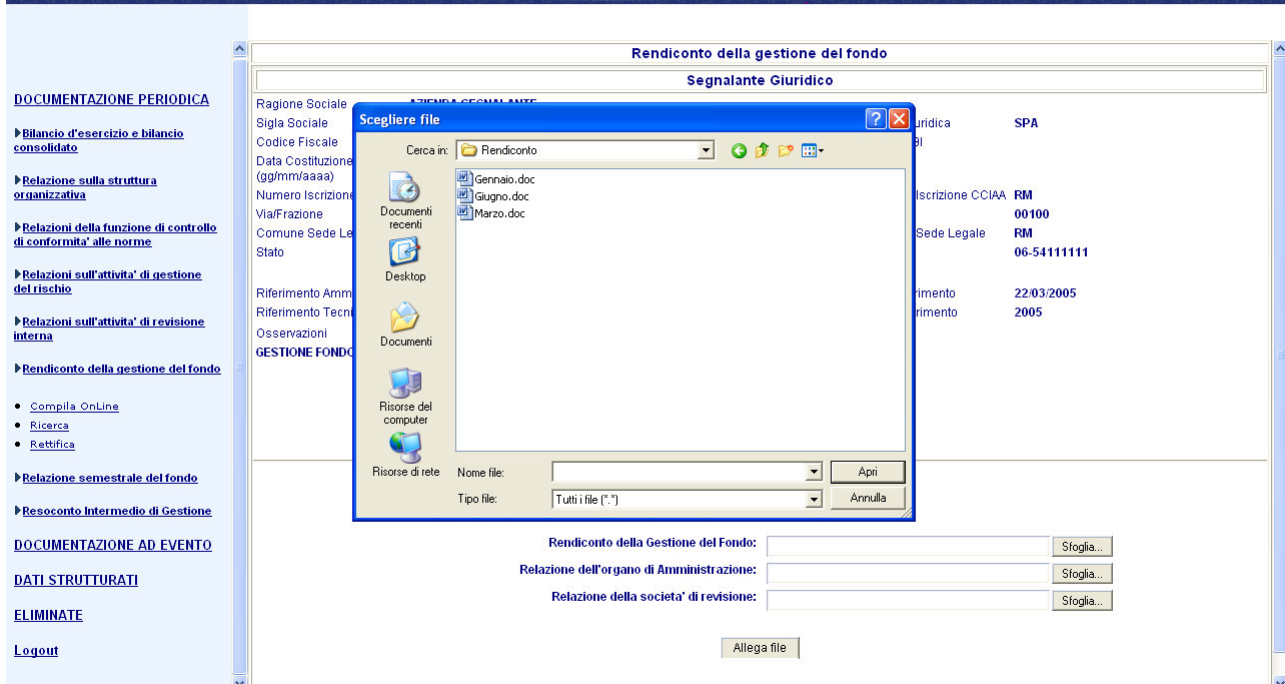 DOCUMENTAZIONE PERIODICA
Bilancio d'esercizio e bilancio
consolidato
Relazione sulla struttura
organizzativa
Relazioni della funzione di controllo
di conformita' alle norme
Relazioni sull'attivita' di gestione
del rischio
Relazioni sull'attivita' di revisione
interna
Rendiconto della gestione del fondo
Compila OnLine
Ricerca
Rettifica
Relazione semestrale del fondo
Resoconto Intermedio di Gestione
DOCUMENTAZIONE AD EVENTO
DATI STRUTTURATI
ELIMINATE
Logout
Rendiconto della gestione del fondo
Segnalante Giuridico
Ragione Sociale AZIENDA SEGNALANTE
Sigla Sociale uridica SPA
Codice Fiscale
Data Costituzione
(gg/mm/aaaa)
Numero Iscrizione Iscrizione CCIAA RM
Via/Frazione 00100
Comune Sede Le Sede Legale RM
Stato 06-54111111
Riferimento Amm rimento 22/03/2005
Riferimento Tecni rimento 2005
Osservazioni
GESTIONE FONDO
Scegliere file
Cerca in: Rendiconto
Documenti
recenti
Desktop
Documenti
Risorse del
computer
Risorse di rete
Gennaio.doc
Giugno.doc
Marzo.doc
Nome file: Apri
Tipo file: Tutti i file (*.*) Annulla
Rendiconto della Gestione del Fondo: Sfoglia...
Relazione dell'organo di Amministrazione: Sfoglia...
Relazione della societa' di revisione: Sfoglia...
Allega file